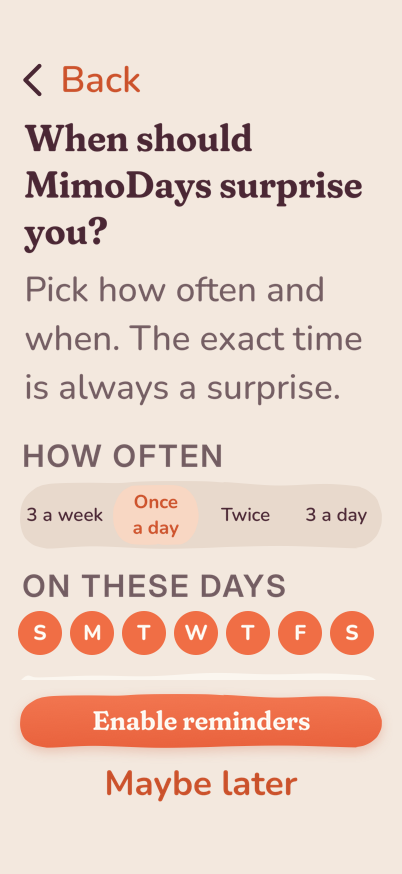 Back
When should
MimoDays surprise
you?
Pick how often and
when. The exact time
is always a surprise.
HOW OFTEN
3 a week
Once
a day
Twice
3 a day
ON THESE DAYS
S M T W T F S
Enable reminders
Maybe later